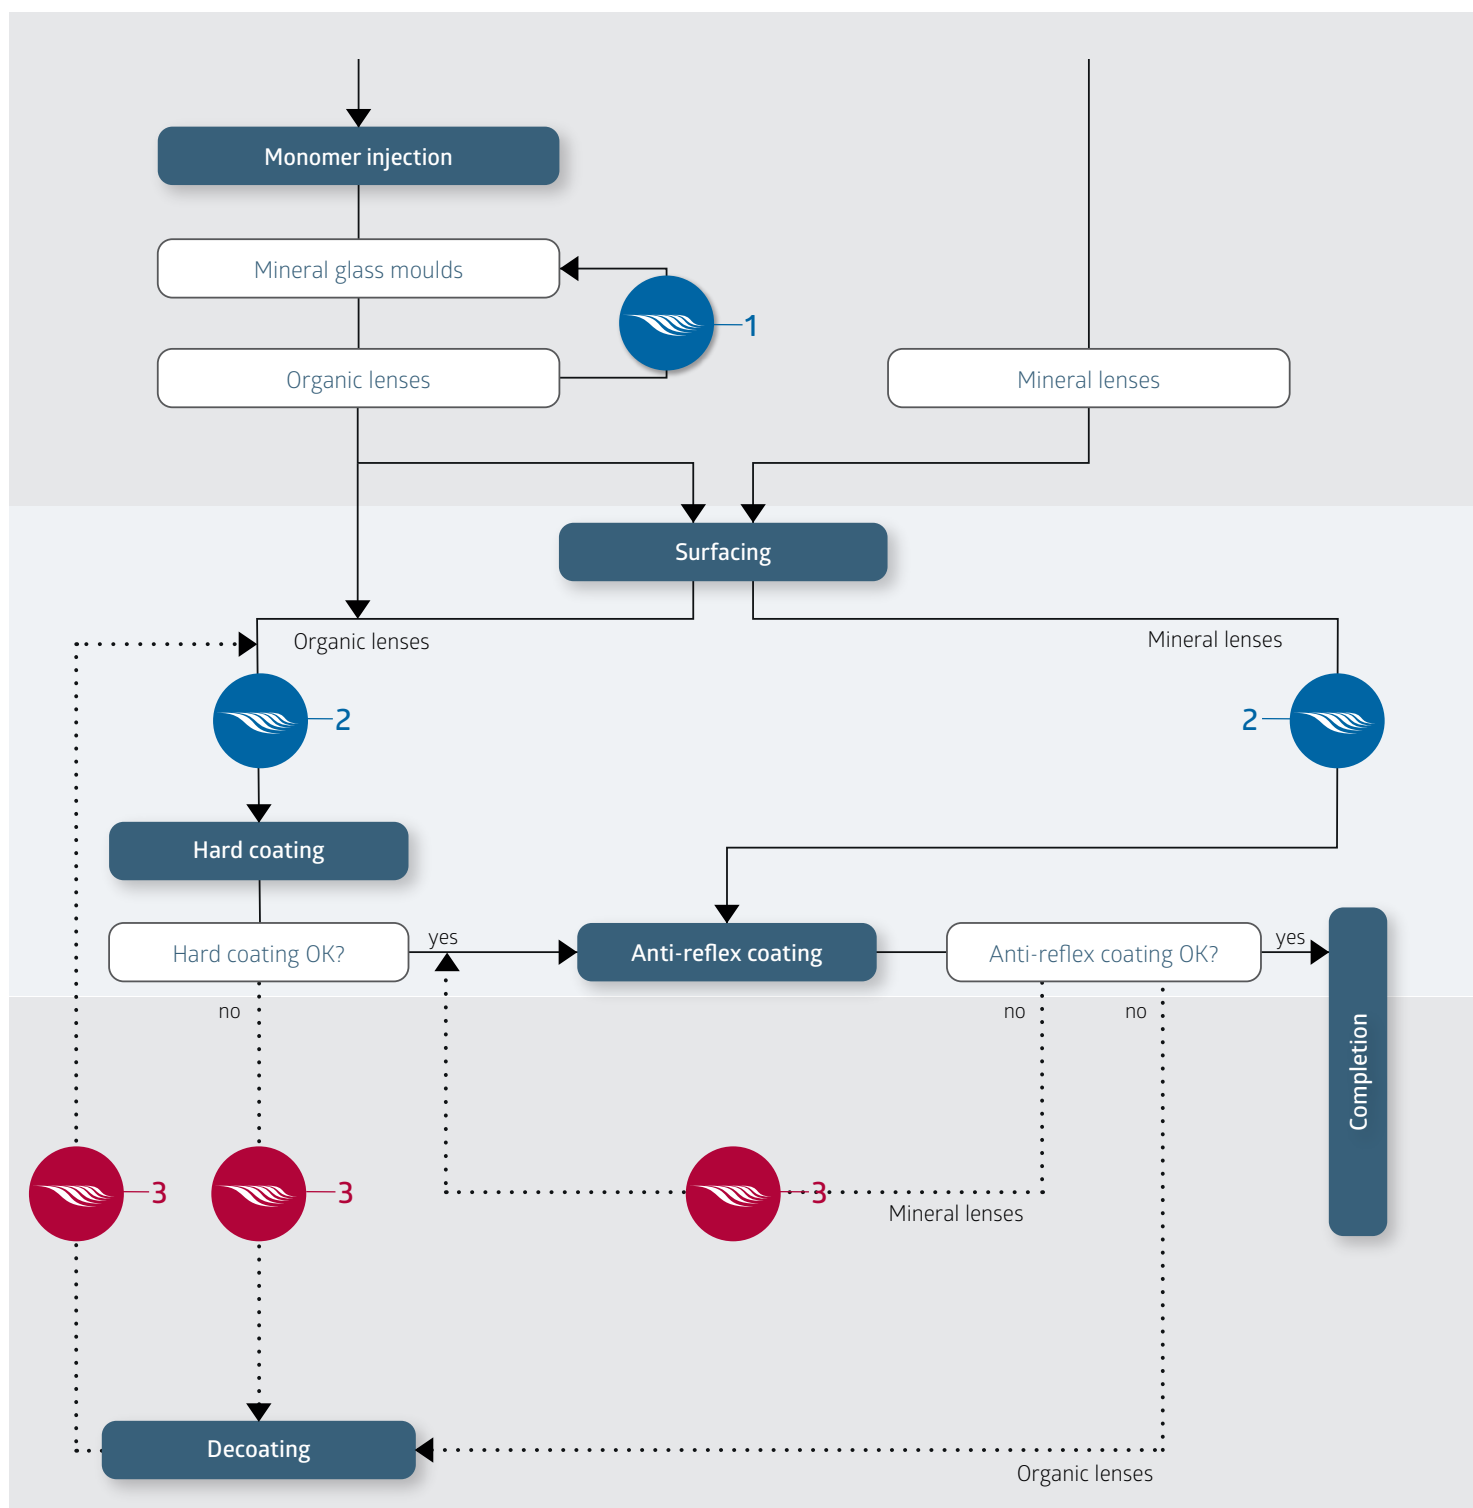 Monomer injection
Mineral glass moulds
1
Organic lenses
Mineral lenses
Surfacing
Organic lenses
Mineral lenses
2
2
Hard coating
Hard coating OK?
yes
Anti-reflex coating
Anti-reflex coating OK?
yes
no
no
no
Completion
3
3
3
Mineral lenses
Decoating
Organic lenses